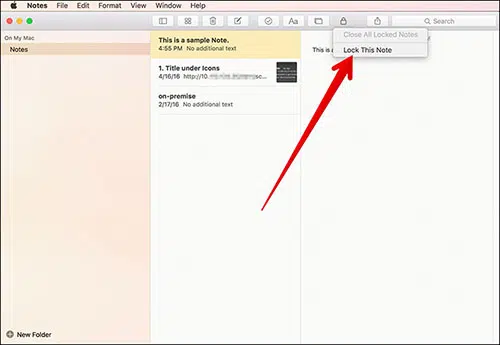 Notes File Edit Format View Window Help
Aa
Search
On My Mac
Notes
This is a sample Note.
4:55 PM No additional text
1. Title under Icons
4/16/16 http://10. sc...
on-premise
2/17/16 No additional text
Close All Locked Notes
Lock This Note
This is a
New Folder